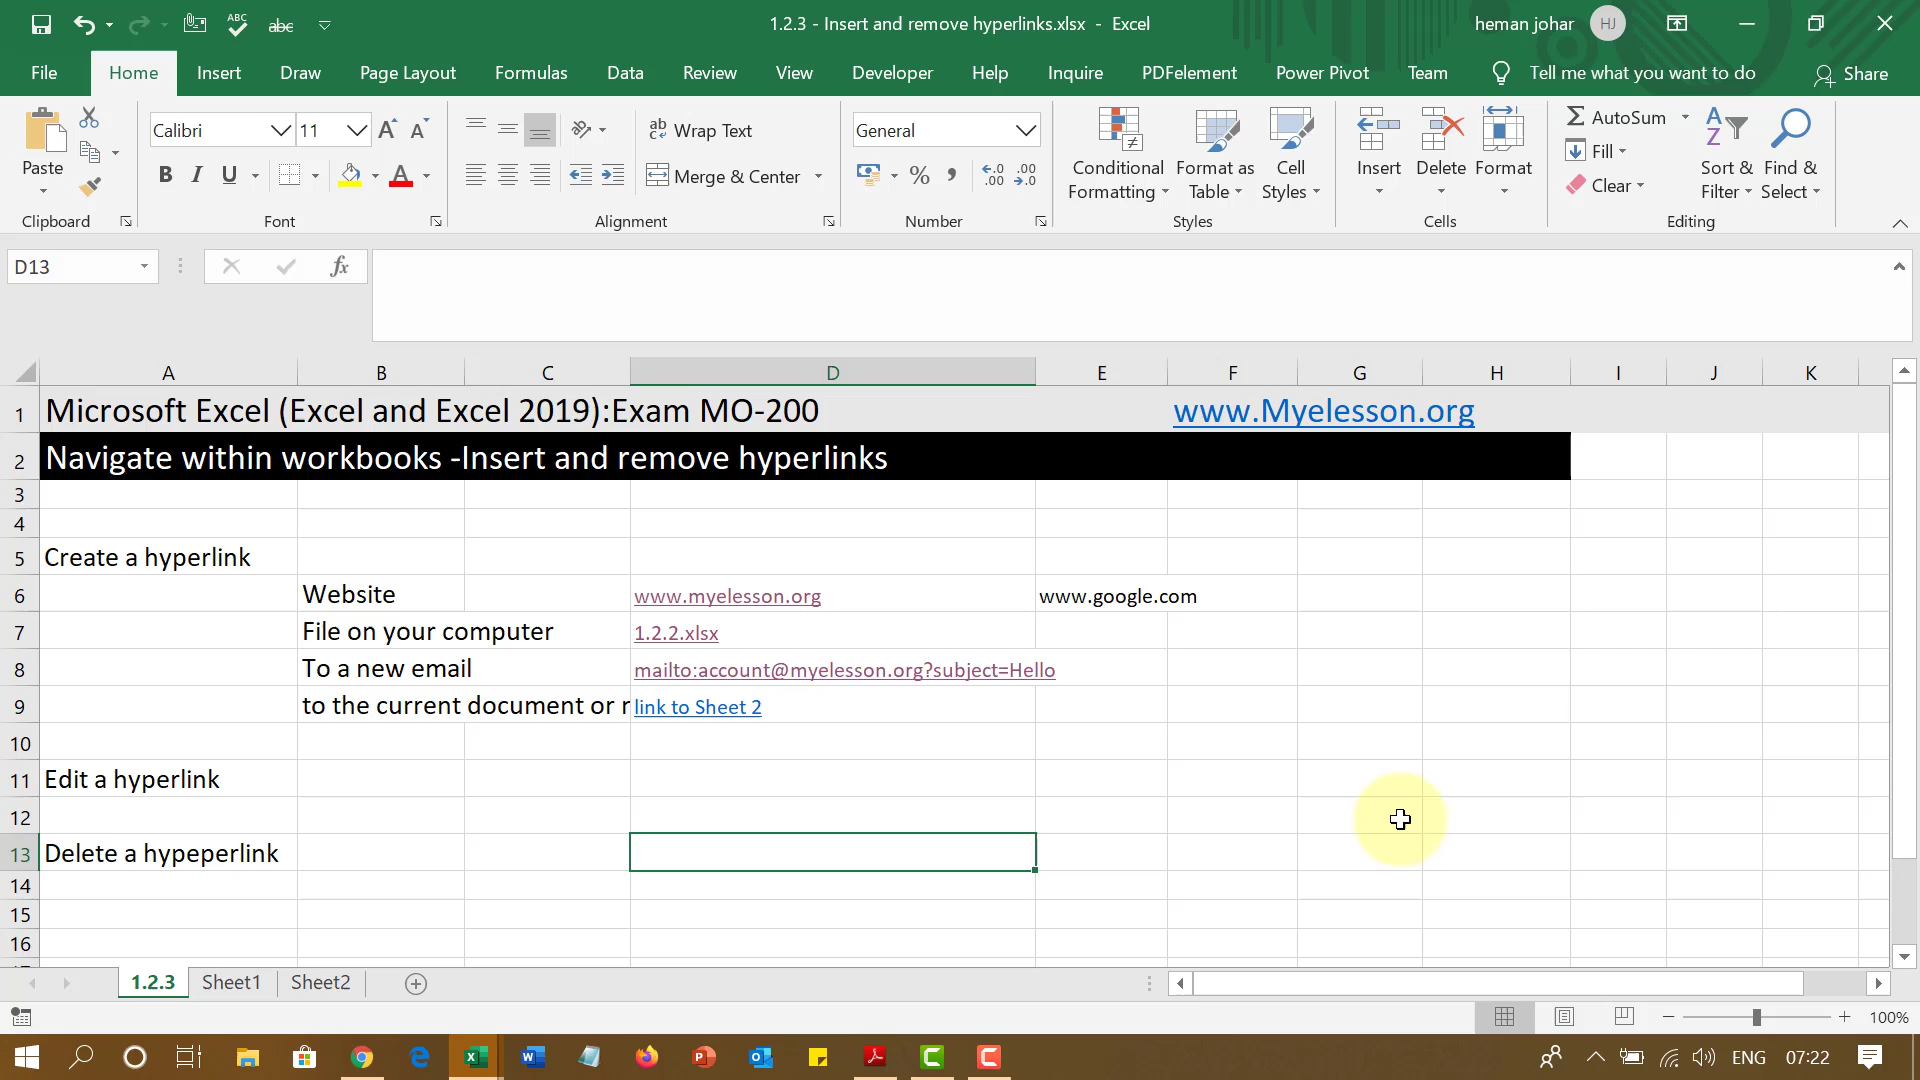 1.2.3 - Insert and remove hyperlinks.xlsx - Excel
heman johar HJ
File Home Insert Draw Page Layout Formulas Data Review View Developer Help Inquire PDFelement Power Pivot Team Tell me what you want to do Share
Paste
Clipboard
Calibri 11
B I U
Font
Wrap Text
Merge & Center
Alignment
General
Number
Conditional Formatting
Format as Table
Cell Styles
Styles
Insert Delete Format
Cells
AutoSum
Fill
Clear
Sort & Filter
Find & Select
Editing
D13
fx
A B C D E F G H I J K
1 Microsoft Excel (Excel and Excel 2019):Exam MO-200 www.Myelesson.org
2 Navigate within workbooks -Insert and remove hyperlinks
3
4
5 Create a hyperlink
6 Website www.myelesson.org www.google.com
7 File on your computer 1.2.2.xlsx
8 To a new email mailto:account@myelesson.org?subject=Hello
9 to the current document or r link to Sheet 2
10
11 Edit a hyperlink
12
13 Delete a hypeperlink
14
15
16
1.2.3 Sheet1 Sheet2
100%
ENG 07:22